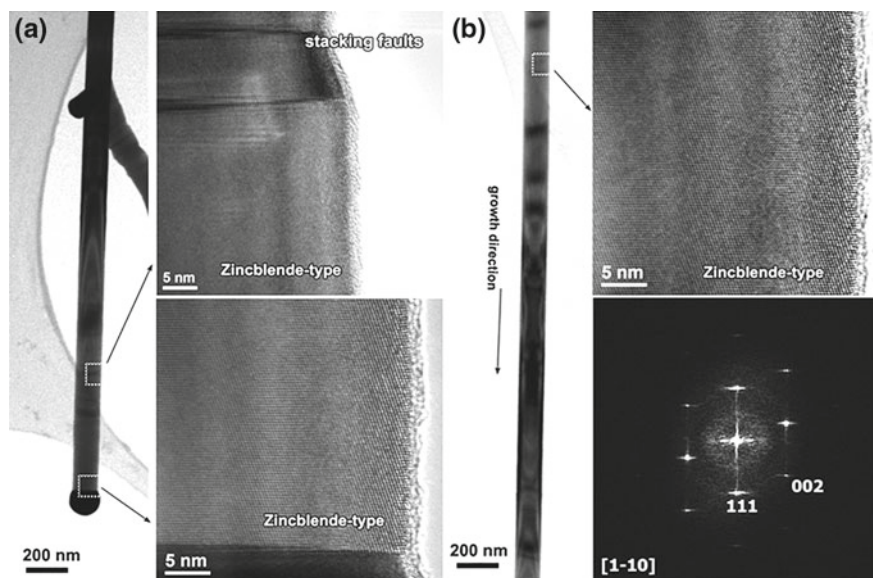 (a)
stacking faults
Zincblende-type
5 nm
Zincblende-type
5 nm
200 nm
(b)
growth direction
Zincblende-type
5 nm
200 nm
111
002
[1-10]